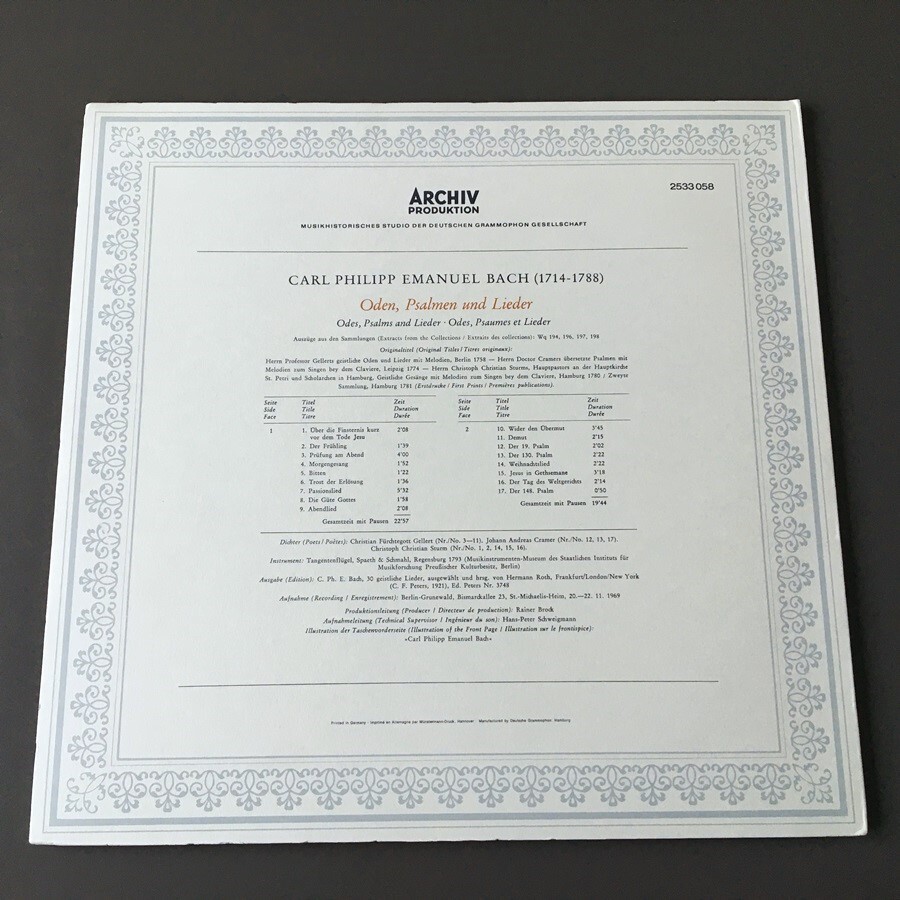 ARCHIV
PRODUKTION
2533 058
MUSIKHISTORISCHES STUDIO DER DEUTSCHEN GRAMMOPHON GESELLSCHAFT
CARL PHILIPP EMANUEL BACH (1714-1788)
Oden, Psalmen und Lieder
Odes, Psalms and Lieder · Odes, Psaumes et Lieder
Auszüge aus den Sammlungen (Extracts from the Collections / Extraits des collections): Wq 194, 196, 197, 198
Originaltitel (Original Titles / Titres originaux):
Herrn Professor Gellerts geistliche Oden und Lieder mit Melodien, Berlin 1758 — Herrn Doctor Cramers übersetzte Psalmen mit
Melodien zum Singen bey dem Claviere, Leipzig 1774 — Herrn Christoph Christian Sturms, Hauptpastors an der Hauptkirche
St. Petri und Scholarchen in Hamburg, Geistliche Gesänge mit Melodien zum Singen bey dem Claviere, Hamburg 1780 / Zweyte
Sammlung, Hamburg 1781 (Erstdrucke / First Prints / Premières publications).
Seite Titel Zeit
Side Title Duration
Face Titre Durée
1 1. Über die Finsternis kurz
vor dem Tode Jesu 2'08
2. Der Frühling 1'39
3. Prüfung am Abend 4'00
4. Morgengesang 1'52
5. Bitten 1'22
6. Trost der Erlösung 1'36
7. Passionslied 5'32
8. Die Güte Gottes 1'58
9. Abendlied 2'08
Gesamtzeit mit Pausen 22'57
Seite Titel Zeit
Side Title Duration
Face Titre Durée
2 10. Wider den Übermut 3'45
11. Demut 2'15
12. Der 19. Psalm 2'02
13. Der 130. Psalm 2'22
14. Weihnachtslied 2'22
15. Jesus in Gethsemane 3'18
16. Der Tag des Weltgerichts 2'14
17. Der 148. Psalm 0'50
Gesamtzeit mit Pausen 19'44
Dichter (Poets / Poètes): Christian Fürchtegott Gellert (Nr./No. 3—11), Johann Andreas Cramer (Nr./No. 12, 13, 17).
Christoph Christian Sturm (Nr./No. 1, 2, 14, 15, 16).
Instrument: Tangentenflügel, Spaeth & Schmahl, Regensburg 1793 (Musikinstrumenten-Museum des Staatlichen Instituts für
Musikforschung Preußischer Kulturbesitz, Berlin)
Ausgabe (Edition): C. Ph. E. Bach, 30 geistliche Lieder, ausgewählt und hrsg. von Hermann Roth, Frankfurt/London/New York
(C. F. Peters, 1921), Ed. Peters Nr. 3748
Aufnahme (Recording / Enregistrement): Berlin-Grunewald, Bismarckallee 23, St.-Michaelis-Heim, 20.—22. 11. 1969
Produktionsleitung (Producer / Directeur de production): Rainer Brock
Aufnahmeleitung (Technical Supervisor / Ingénieur du son): Hans-Peter Schweigmann
Illustration der Taschenvorderseite (Illustration of the Front Page / Illustration sur le frontispice):
«Carl Philipp Emanuel Bach»
Printed in Germany · Imprimé en Allemagne par Manufactured by Deutsche Grammophon, Hamburg